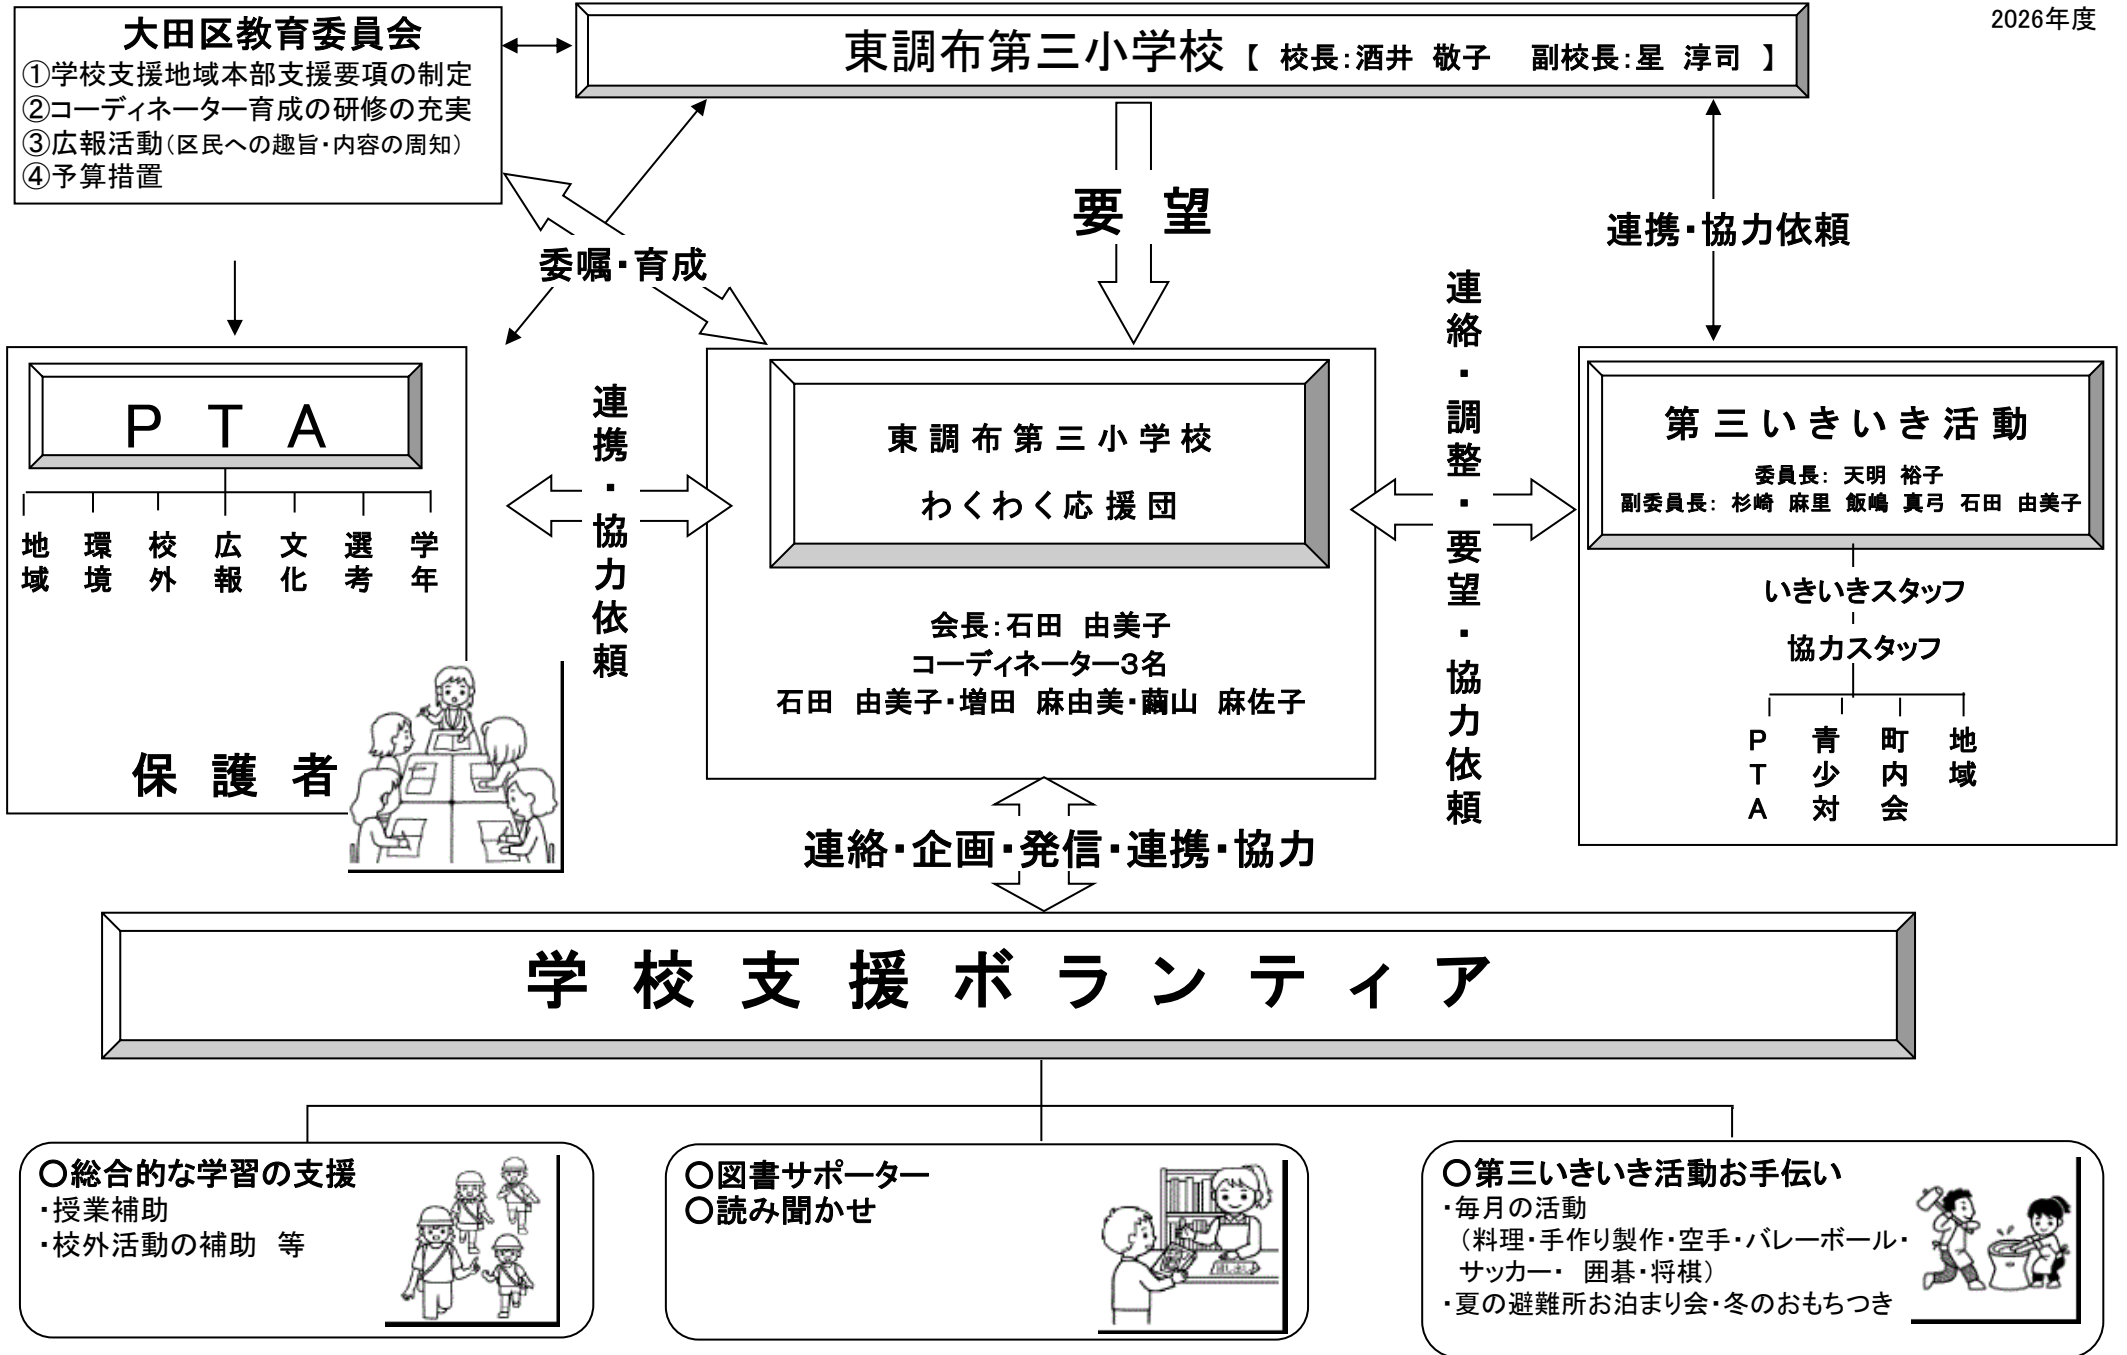 2026年度
大田区教育委員会
①学校支援地域本部支援要項の制定
②コーディネーター育成の研修の充実
③広報活動(区民への趣旨・内容の周知)
④予算措置
東調布第三小学校【 校長:酒井 敬子 副校長:星 淳司 】
要 望
委嘱・育成
連携・協力依頼
PTA
地域
環境
校外
広報
文化
選考
学年
保護者
連携・協力依頼
東調布第三小学校
わくわく応援団
会長:石田 由美子
コーディネーター3名
石田 由美子・増田 麻由美・繭山 麻佐子
連絡・調整・要望・協力依頼
第三いきいき活動
委員長: 天明 裕子
副委員長: 杉崎 麻里 飯嶋 真弓 石田 由美子
いきいきスタッフ
協力スタッフ
PTA
青少対
町内会
地域
連絡・企画・発信・連携・協力
学校支援ボランティア
○総合的な学習の支援
・授業補助
・校外活動の補助 等
○図書サポーター
○読み聞かせ
○第三いきいき活動お手伝い
・毎月の活動
(料理・手作り製作・空手・バレーボール・
サッカー・ 囲碁・将棋)
・夏の避難所お泊まり会・冬のおもちつき